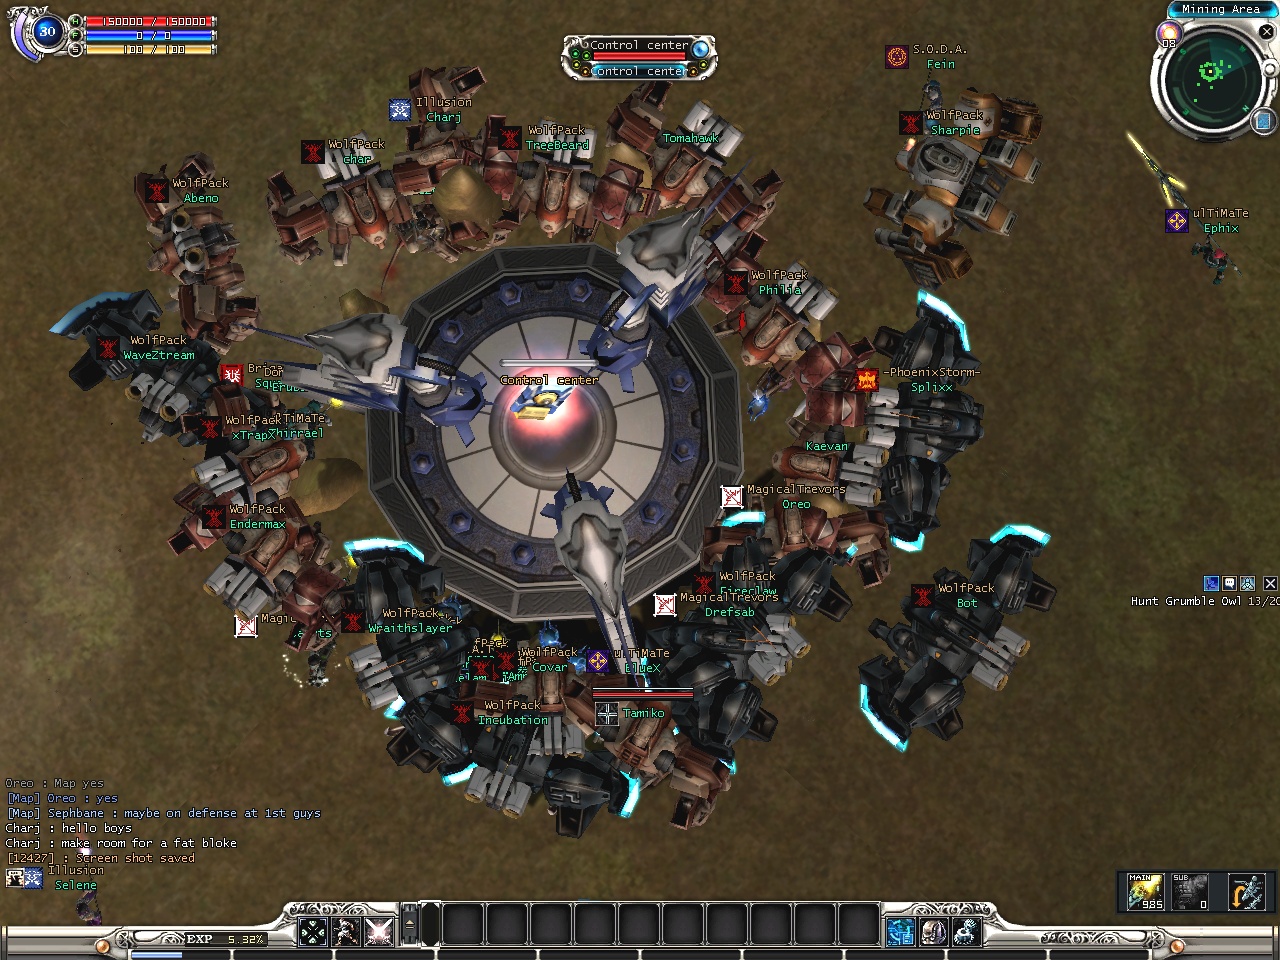 Mining Area
30
H
150000 / 150000
F
0 / 0
S
100 / 100
Control center
Control center
08
N
S.O.D.A.
Fein
Illusion
Charj
WolfPack
Sharpie
WolfPack
TreeBeard
Tomahawk
WolfPack
char
WolfPack
Abeno
ulTiMaTe
Ephix
WolfPack
Philia
WolfPack
WaveZtream
-PhoenixStorm-
Splixx
Control center
WolfPack
xTrapX
Thirrael
Kaevan
MagicalTrevors
Oreo
WolfPack
Endermax
WolfPack
Fireclaw
MagicalTrevors
Drefsab
WolfPack
Bot
Hunt Grumble Owl 13/20
WolfPack
Wraithslayer
WolfPack
Covar
ulTiMaTe
BlueX
WolfPack
Incubation
Tamiko
Oreo : Map yes
[Map] Oreo : yes
[Map] Sephbane : maybe on defense at 1st guys
Charj : hello boys
Charj : make room for a fat bloke
[12427] : Screen shot saved
Illusion
Selene
MAIN
985
SUB
0
EXP 5.32%